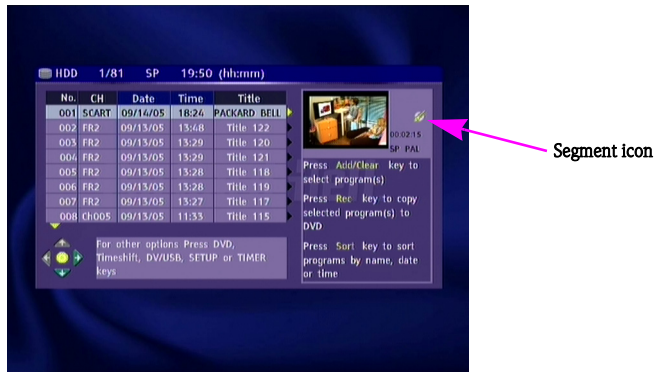 HDD 1/81 SP 19:50 (hh:mm)
No. CH Date Time Title
001 SCART 09/14/05 18:24 PACKARD BELL
002 FR2 09/13/05 13:48 Title 122
003 FR2 09/13/05 13:29 Title 120
004 FR2 09/13/05 13:29 Title 121
005 FR2 09/13/05 13:28 Title 118
006 FR2 09/13/05 13:28 Title 119
007 FR2 09/13/05 13:27 Title 117
008 Ch005 09/13/05 11:33 Title 115
00:02:15
SP PAL
Press Add/Clear key to
select program(s)
Press Rec key to copy
selected program(s) to
DVD
Press Sort key to sort
programs by name, date
or time
For other options Press DVD,
Timeshift, DV/USB, SETUP or TIMER
keys
Segment icon